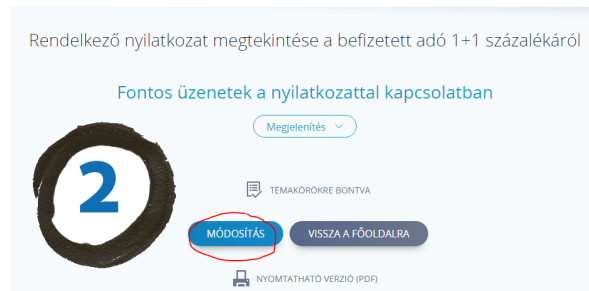 Rendelkező nyilatkozat megtekintése a befizetett adó 1+1 százalékáról
Fontos üzenetek a nyilatkozattal kapcsolatban
Megjelenítés
2
TÉMAKÖRÖKRE BONTVA
MÓDOSÍTÁS
VISSZA A FŐOLDALRA
NYOMTATHATÓ VERZIÓ (PDF)